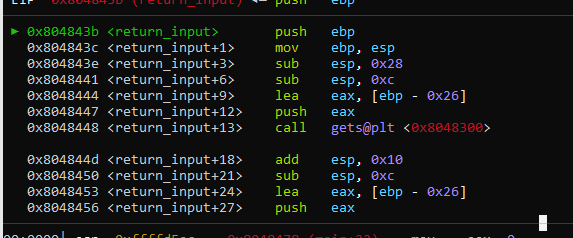 (return_input) <- push ebp
► 0x804843b <return_input> push ebp
0x804843c <return_input+1> mov ebp, esp
0x804843e <return_input+3> sub esp, 0x28
0x8048441 <return_input+6> sub esp, 0xc
0x8048444 <return_input+9> lea eax, [ebp - 0x26]
0x8048447 <return_input+12> push eax
0x8048448 <return_input+13> call gets@plt <0x8048300>
0x804844d <return_input+18> add esp, 0x10
0x8048450 <return_input+21> sub esp, 0xc
0x8048453 <return_input+24> lea eax, [ebp - 0x26]
0x8048456 <return_input+27> push eax